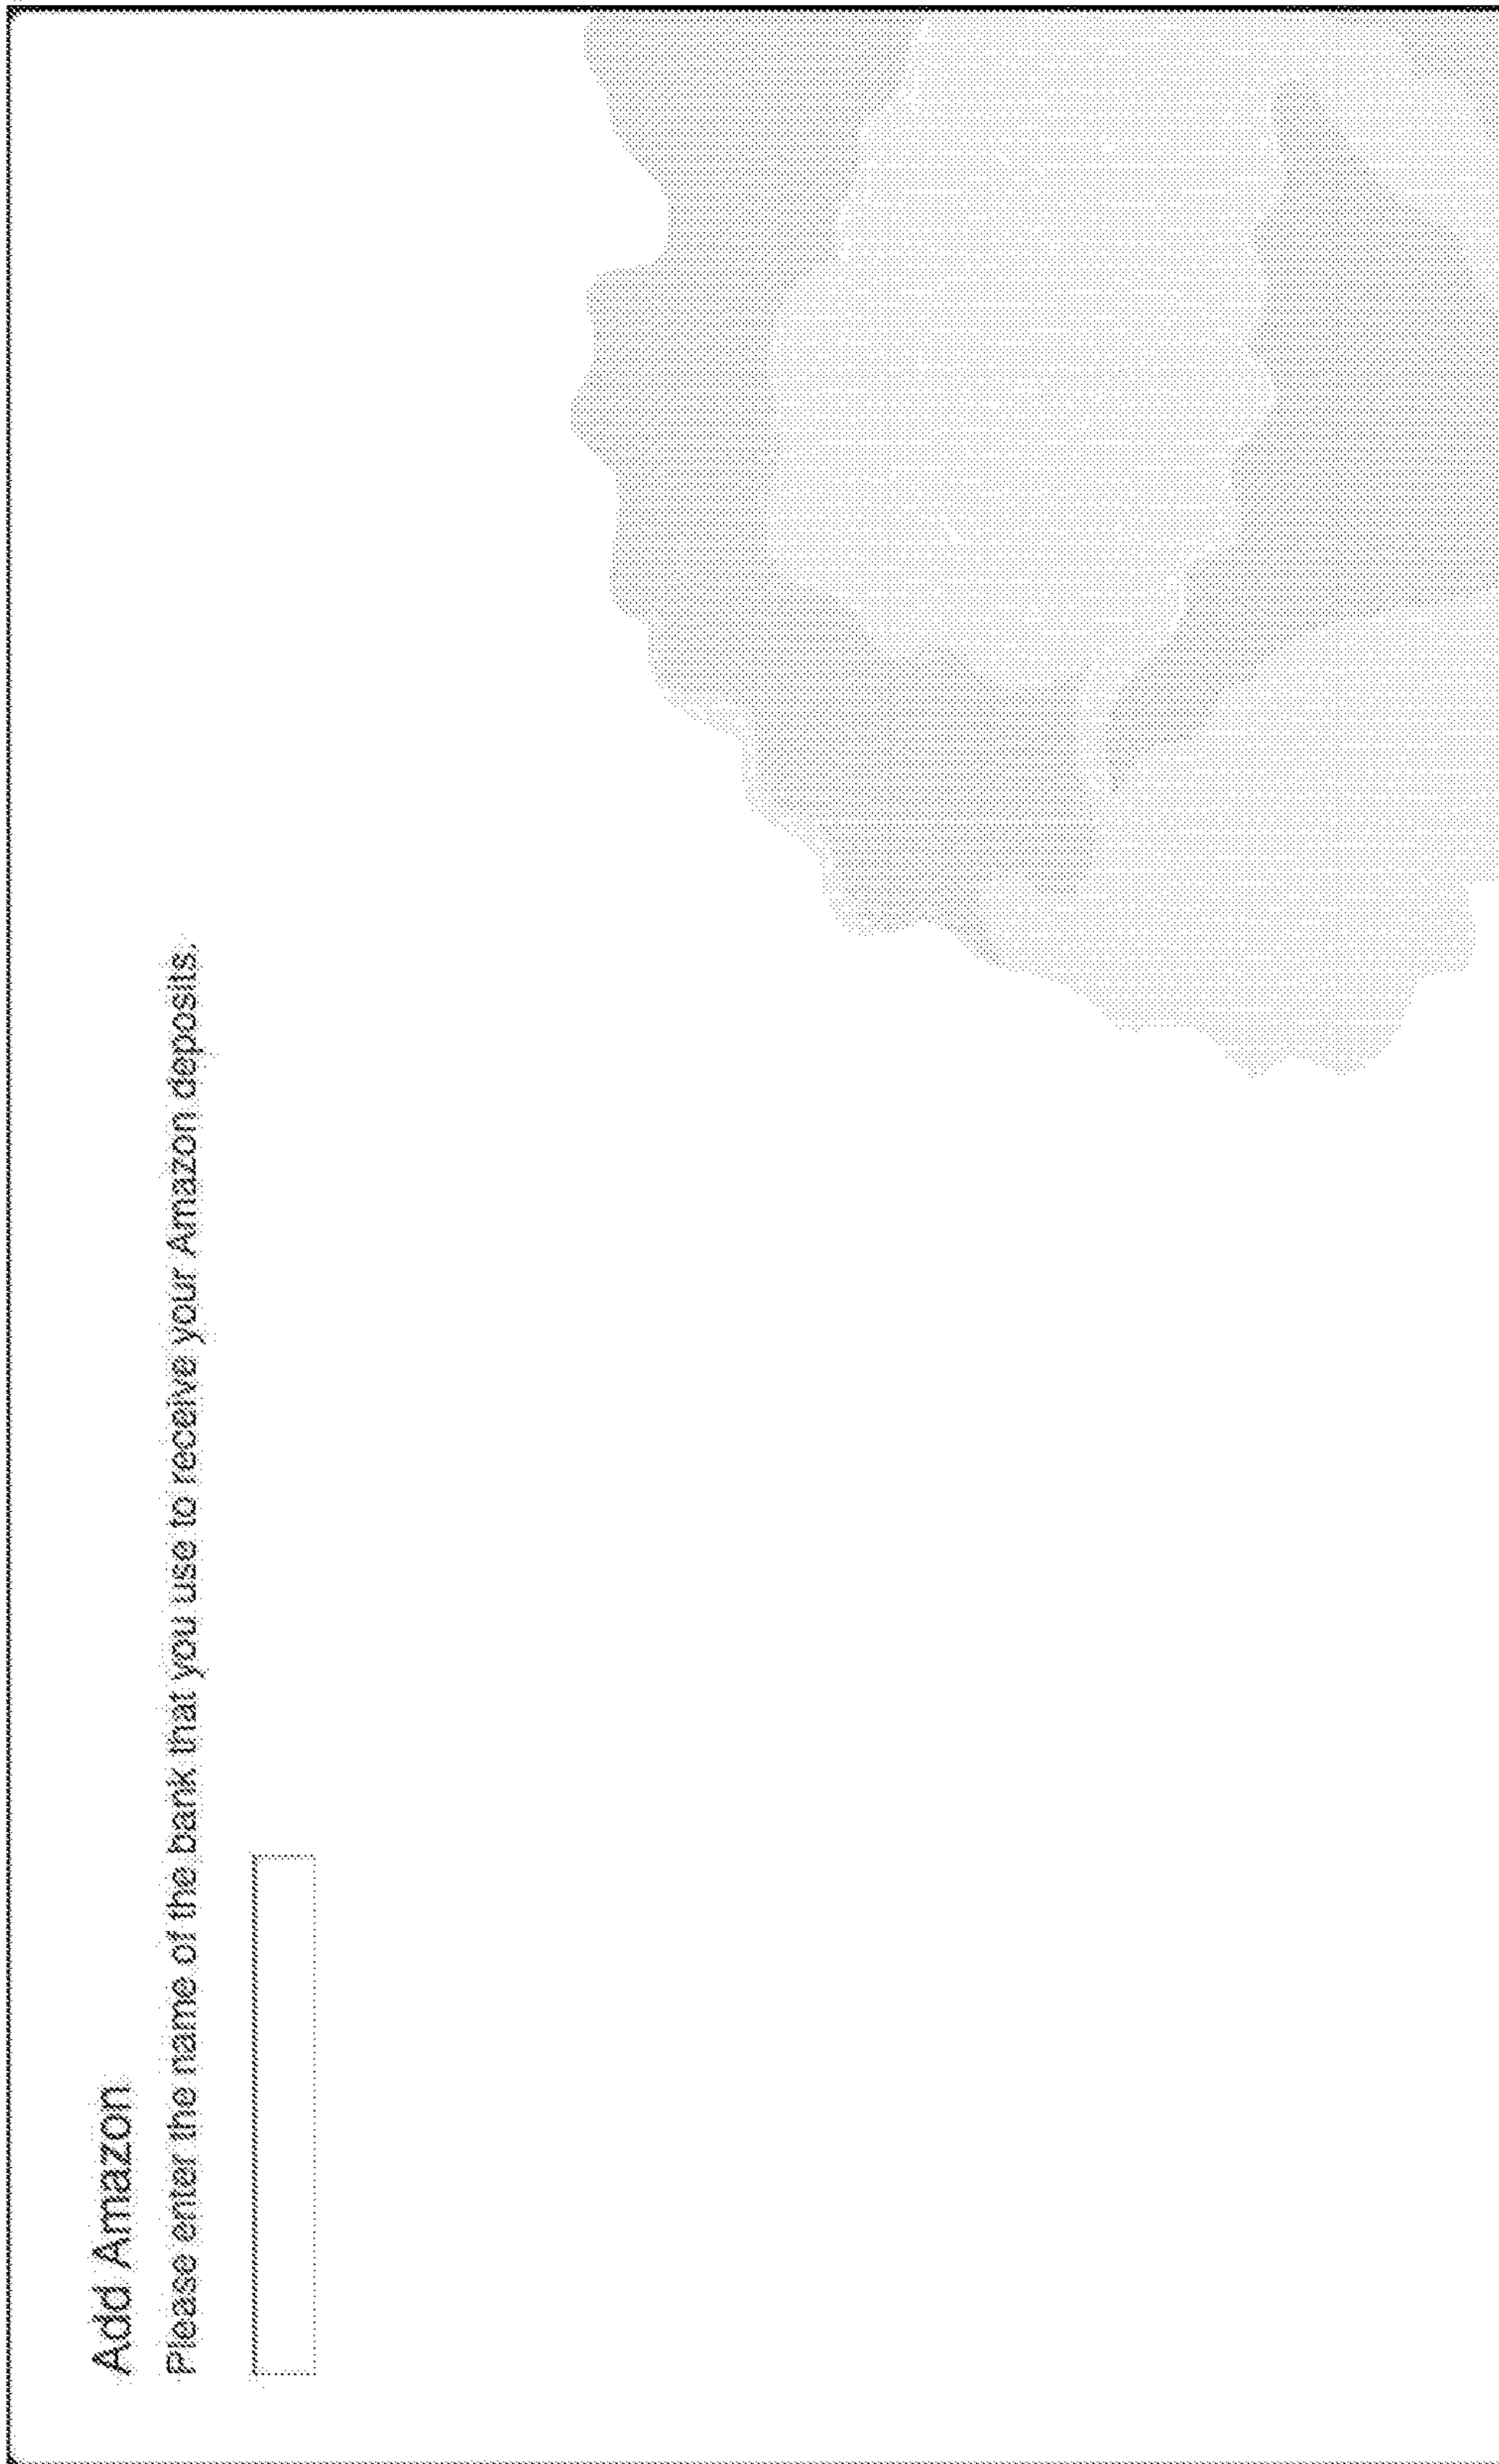 Add Amazon
Please enter the name of the bank that you use to receive your Amazon deposits.